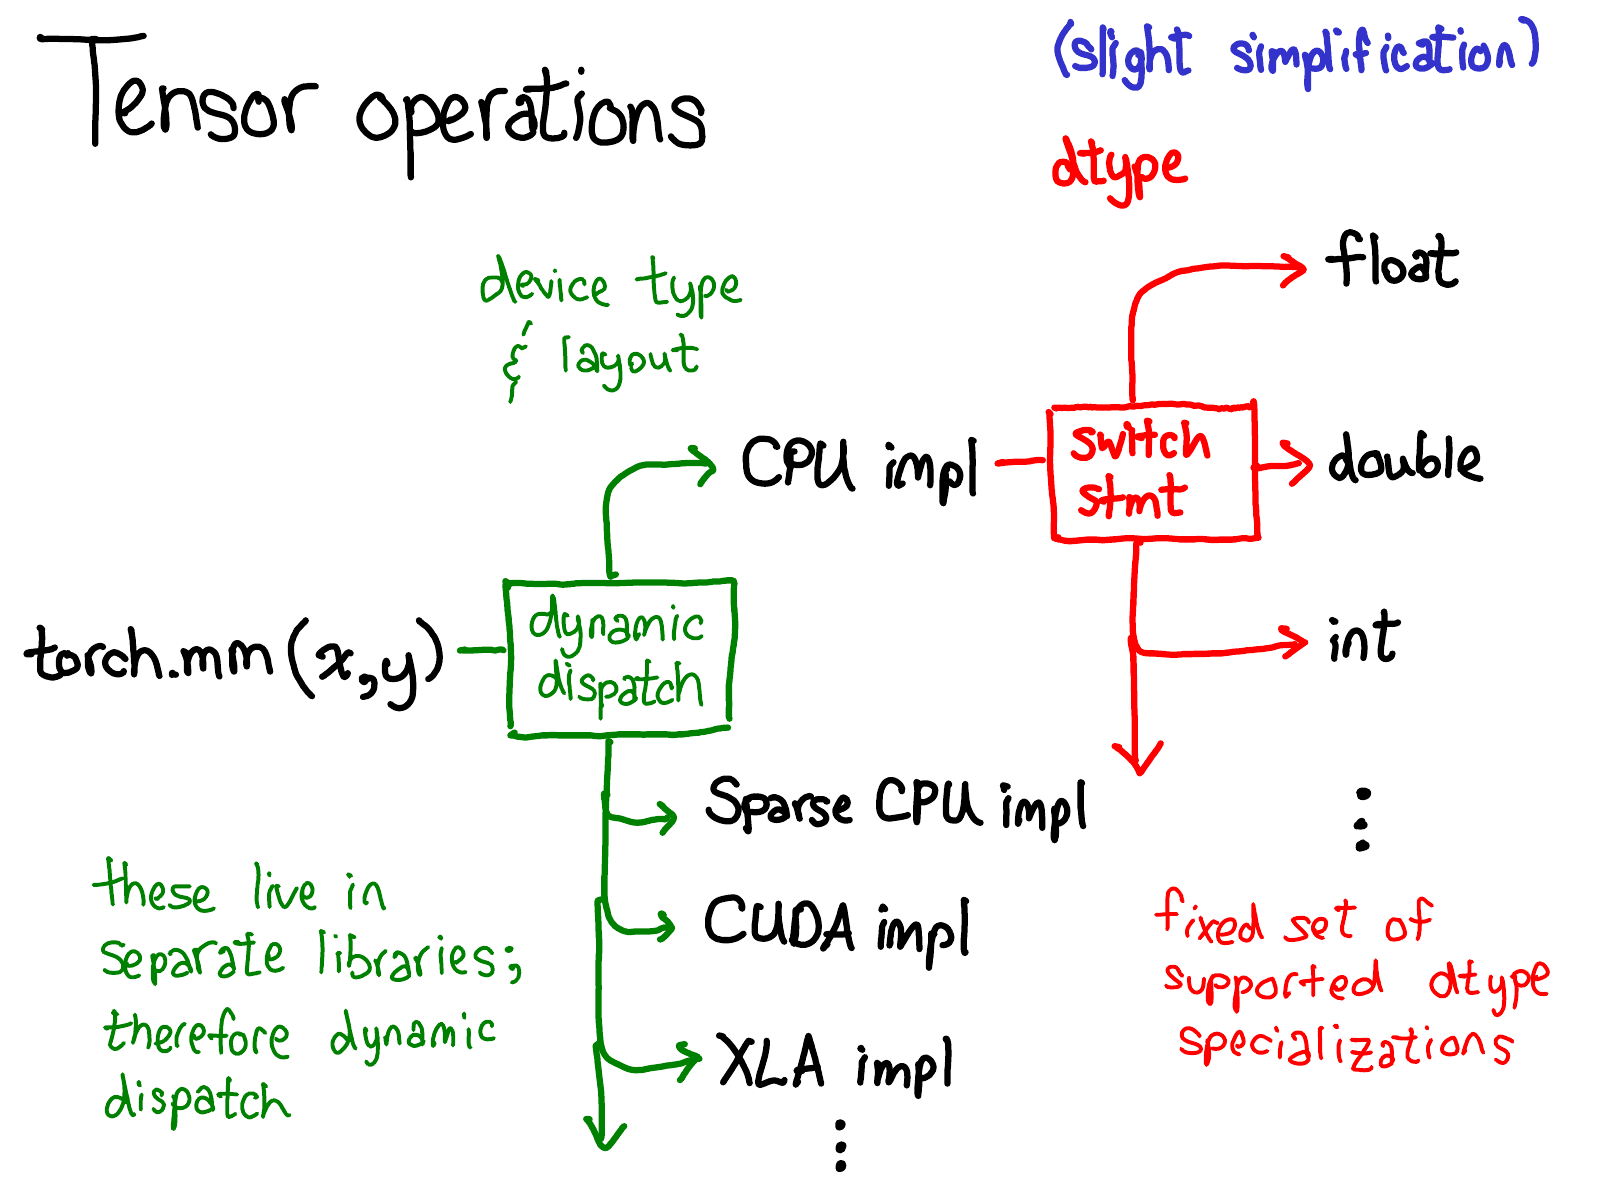 Tensor operations
(slight simplification)
dtype
device type
& layout
float
CPU impl
switch
stmt
double
torch.mm(x,y)
dynamic
dispatch
int
Sparse CPU impl
CUDA impl
XLA impl
these live in
separate libraries;
therefore dynamic
dispatch
fixed set of
supported dtype
specializations